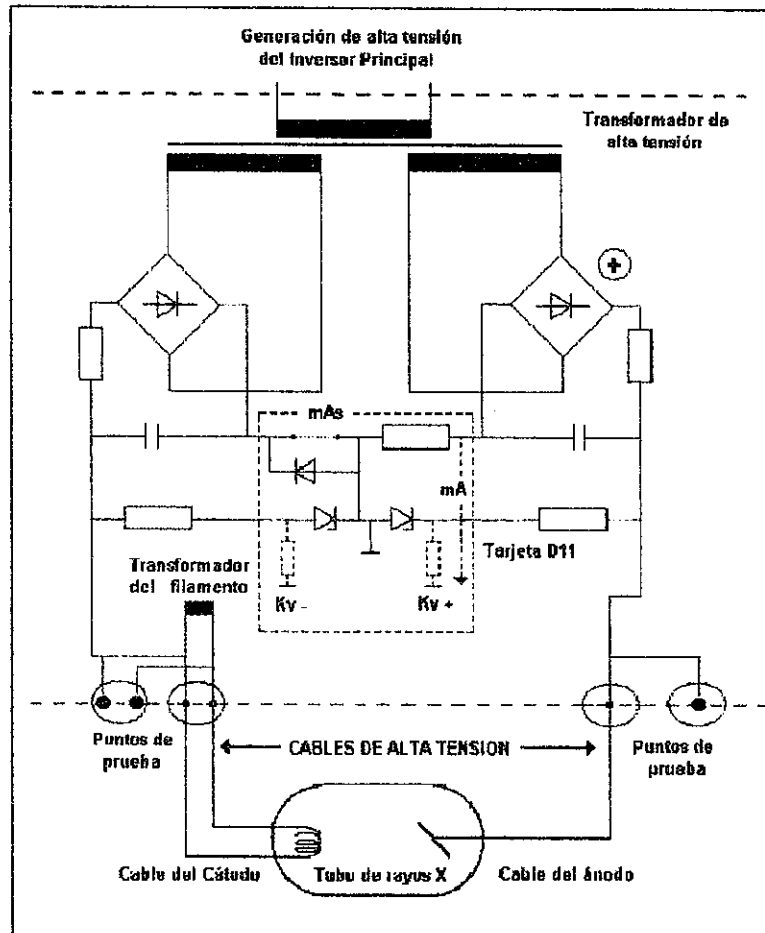 Generación de alta tensión
del Inversor Principal
Transformador de
alta tensión
+
mAs
mA
Tarjeta D11
Transformador
del filamento
Kv -
Kv +
Puntos de
prueba
CABLES DE ALTA TENSION
Puntos de
prueba
Cable del Cátodo
Tubo de rayos X
Cable del ánodo